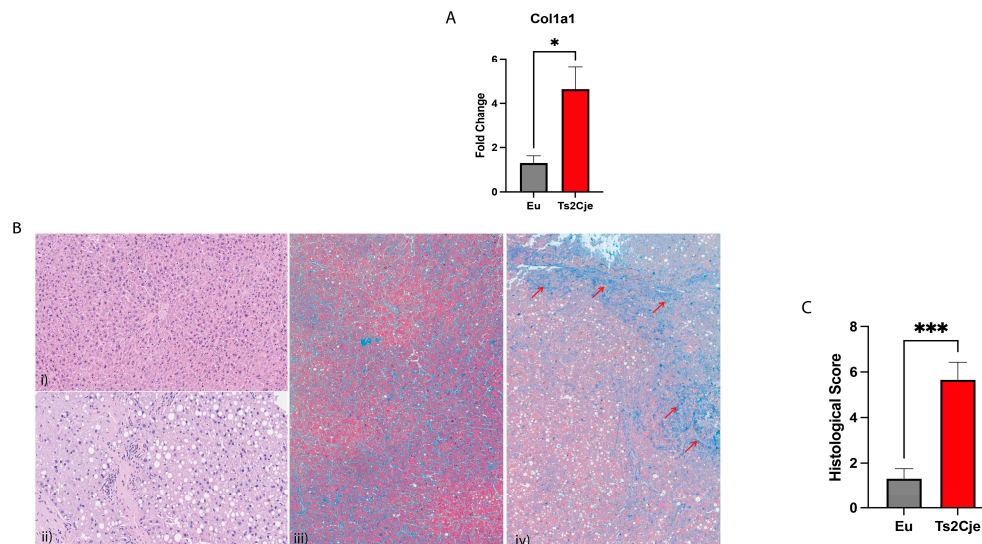 A
Col1a1
*
6
4
2
0
Fold Change
Eu
Ts2Cje
B
i)
ii)
iii)
iv)
C
***
8
6
4
2
0
Histological Score
Eu
Ts2Cje